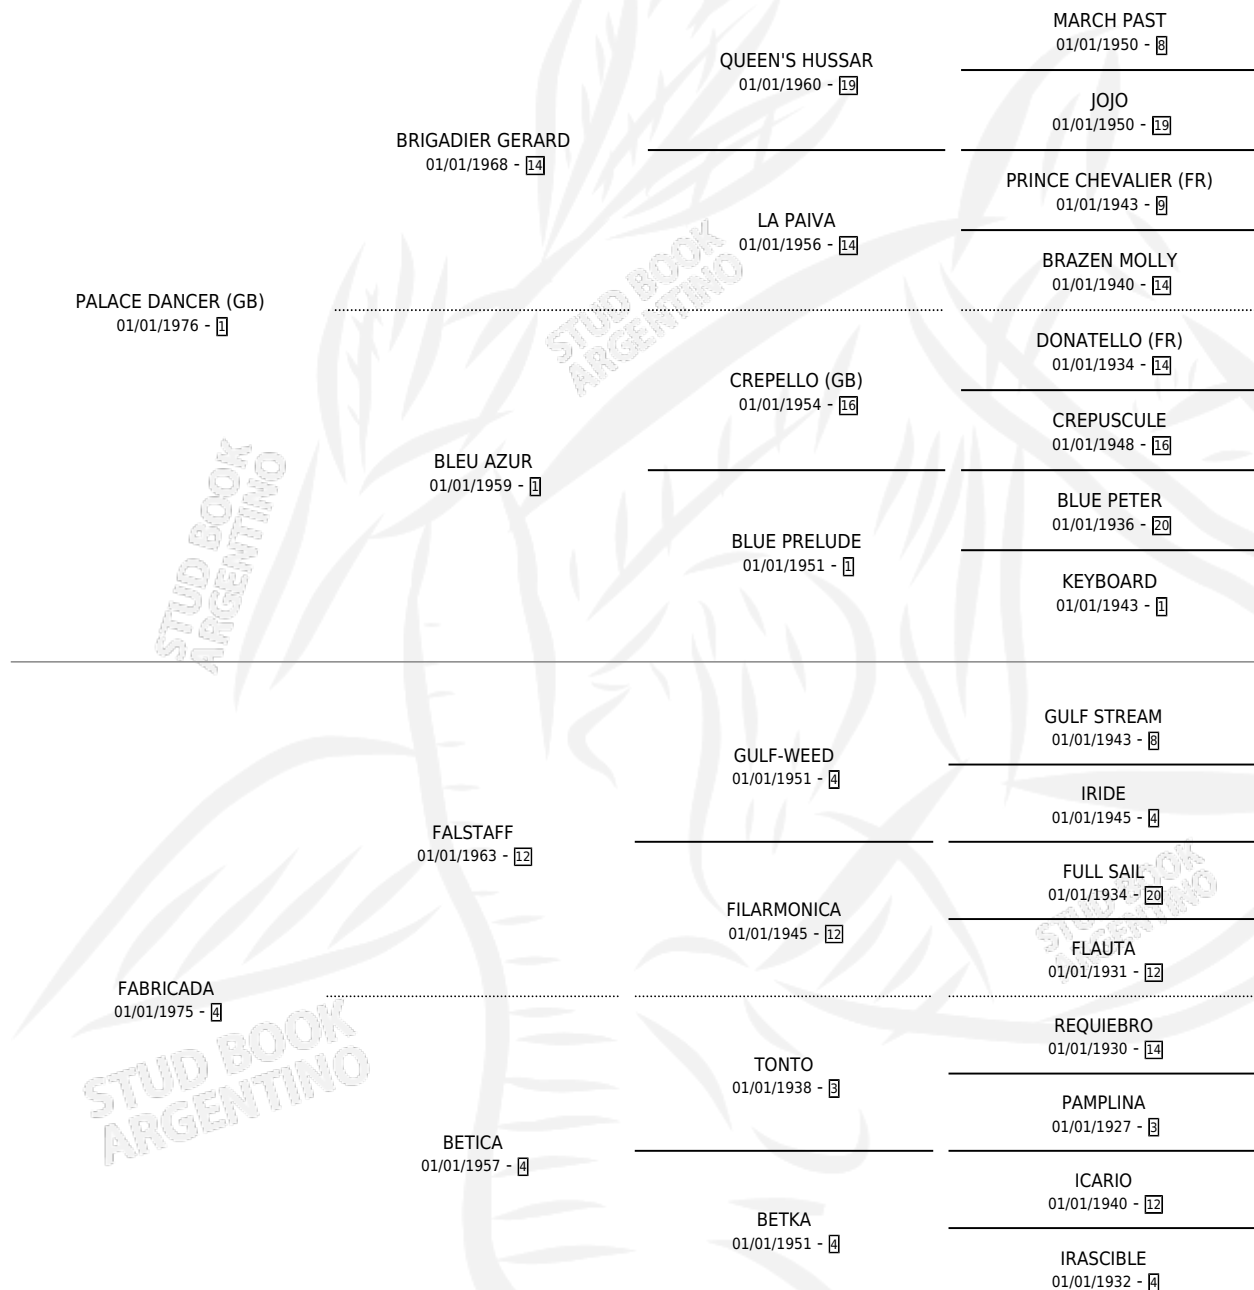 MARCH PAST
01/01/1950 - 8
QUEEN'S HUSSAR
01/01/1960 - 19
JOJO
01/01/1950 - 19
BRIGADIER GERARD
01/01/1968 - 14
PRINCE CHEVALIER (FR)
01/01/1943 - 9
LA PAIVA
01/01/1956 - 14
BRAZEN MOLLY
01/01/1940 - 14
PALACE DANCER (GB)
01/01/1976 - 1
DONATELLO (FR)
01/01/1934 - 14
CREPELLO (GB)
01/01/1954 - 16
CREPUSCULE
01/01/1948 - 16
BLEU AZUR
01/01/1959 - 1
BLUE PETER
01/01/1936 - 20
BLUE PRELUDE
01/01/1951 - 1
KEYBOARD
01/01/1943 - 1
GULF STREAM
01/01/1943 - 8
GULF-WEED
01/01/1951 - 4
IRIDE
01/01/1945 - 4
FALSTAFF
01/01/1963 - 12
FULL SAIL
01/01/1934 - 20
FILARMONICA
01/01/1945 - 12
FLAUTA
01/01/1931 - 12
FABRICADA
01/01/1975 - 4
REQUIEBRO
01/01/1930 - 14
TONTO
01/01/1938 - 3
PAMPLINA
01/01/1927 - 3
BETICA
01/01/1957 - 4
ICARIO
01/01/1940 - 12
BETKA
01/01/1951 - 4
IRASCIBLE
01/01/1932 - 4
STUD BOOK
ARGENTINO
STUD BOOK
ARGENTINO
STUD BOOK
ARGENTINO
STUD BOOK
ARGENTINO